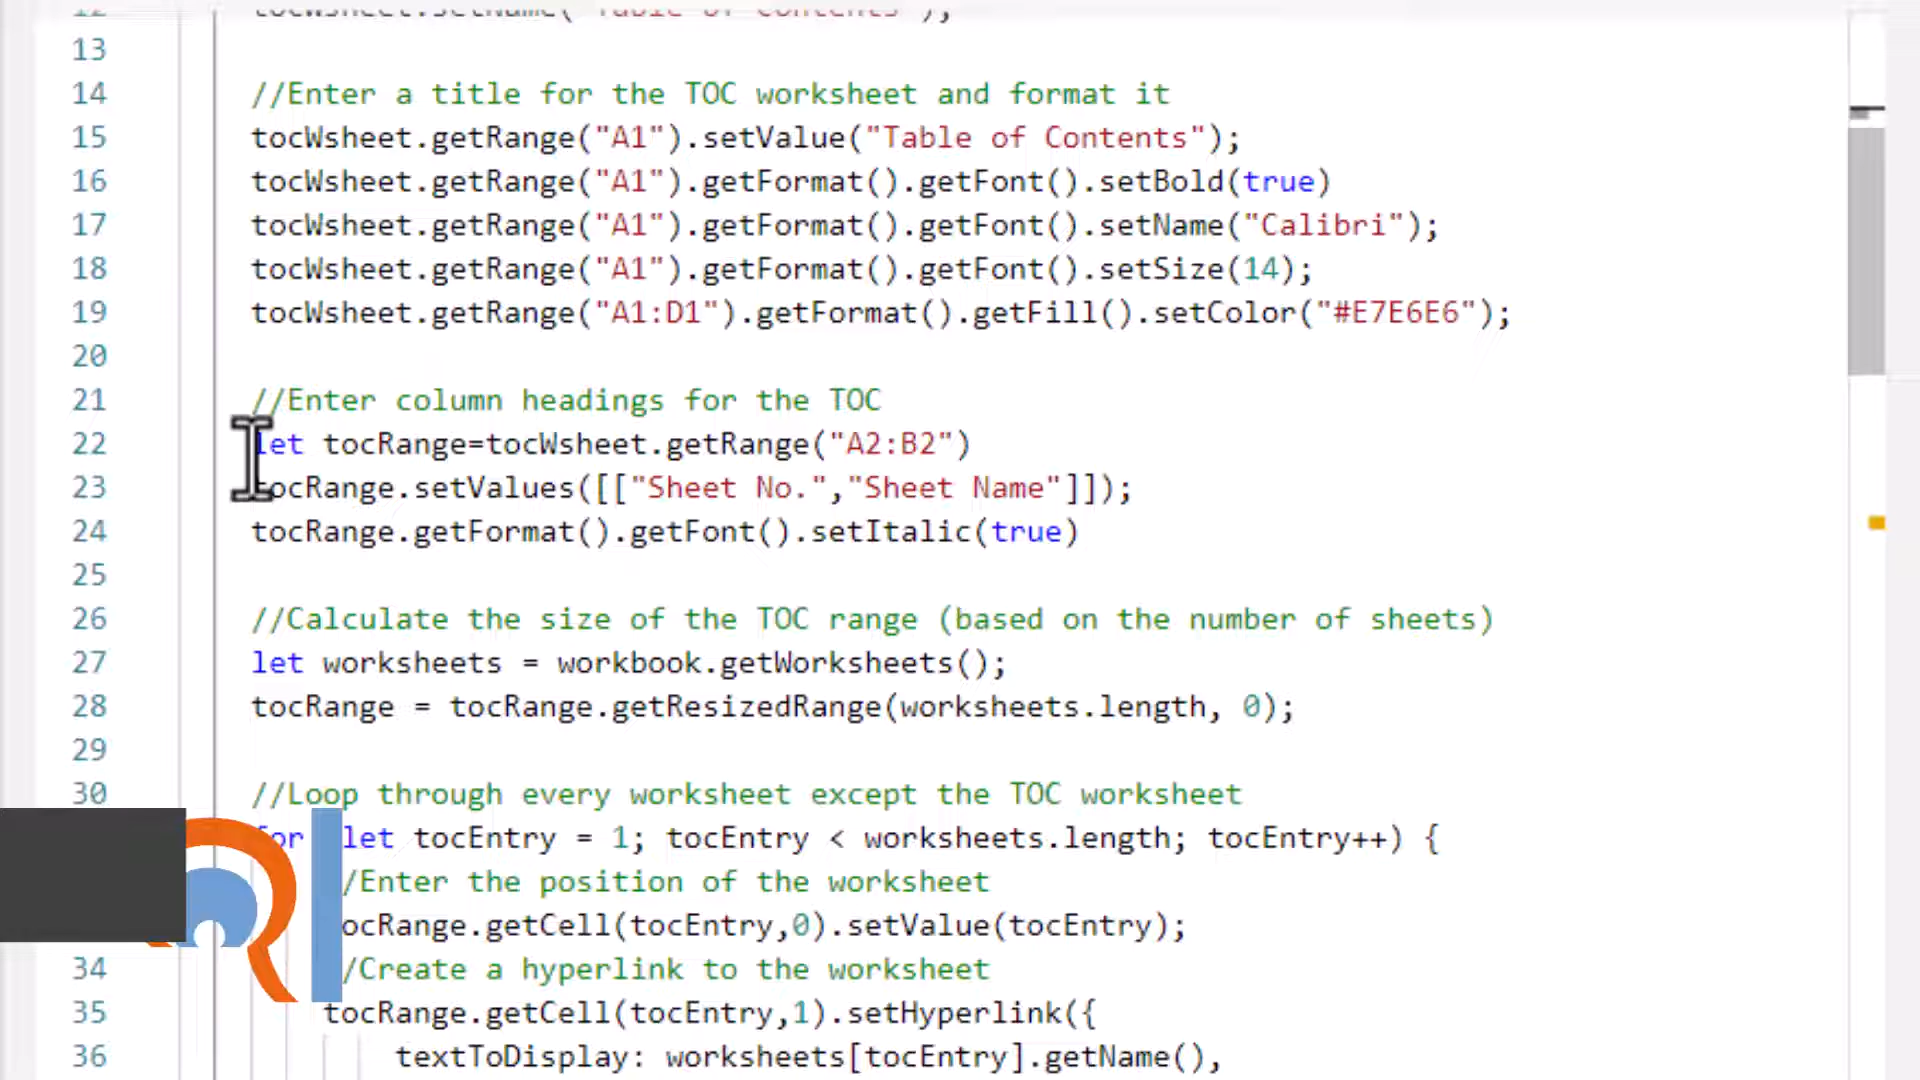 12 tocWsheet.setName("Table of Contents");
13
14 //Enter a title for the TOC worksheet and format it
15 tocWsheet.getRange("A1").setValue("Table of Contents");
16 tocWsheet.getRange("A1").getFormat().getFont().setBold(true)
17 tocWsheet.getRange("A1").getFormat().getFont().setName("Calibri");
18 tocWsheet.getRange("A1").getFormat().getFont().setSize(14);
19 tocWsheet.getRange("A1:D1").getFormat().getFill().setColor("#E7E6E6");
20
21 //Enter column headings for the TOC
22 let tocRange=tocWsheet.getRange("A2:B2")
23 tocRange.setValues([["Sheet No.","Sheet Name"]]);
24 tocRange.getFormat().getFont().setItalic(true)
25
26 //Calculate the size of the TOC range (based on the number of sheets)
27 let worksheets = workbook.getWorksheets();
28 tocRange = tocRange.getResizedRange(worksheets.length, 0);
29
30 //Loop through every worksheet except the TOC worksheet
for let tocEntry = 1; tocEntry < worksheets.length; tocEntry++) {
/Enter the position of the worksheet
ocRange.getCell(tocEntry,0).setValue(tocEntry);
34 /Create a hyperlink to the worksheet
35 tocRange.getCell(tocEntry,1).setHyperlink({
36 textToDisplay: worksheets[tocEntry].getName(),